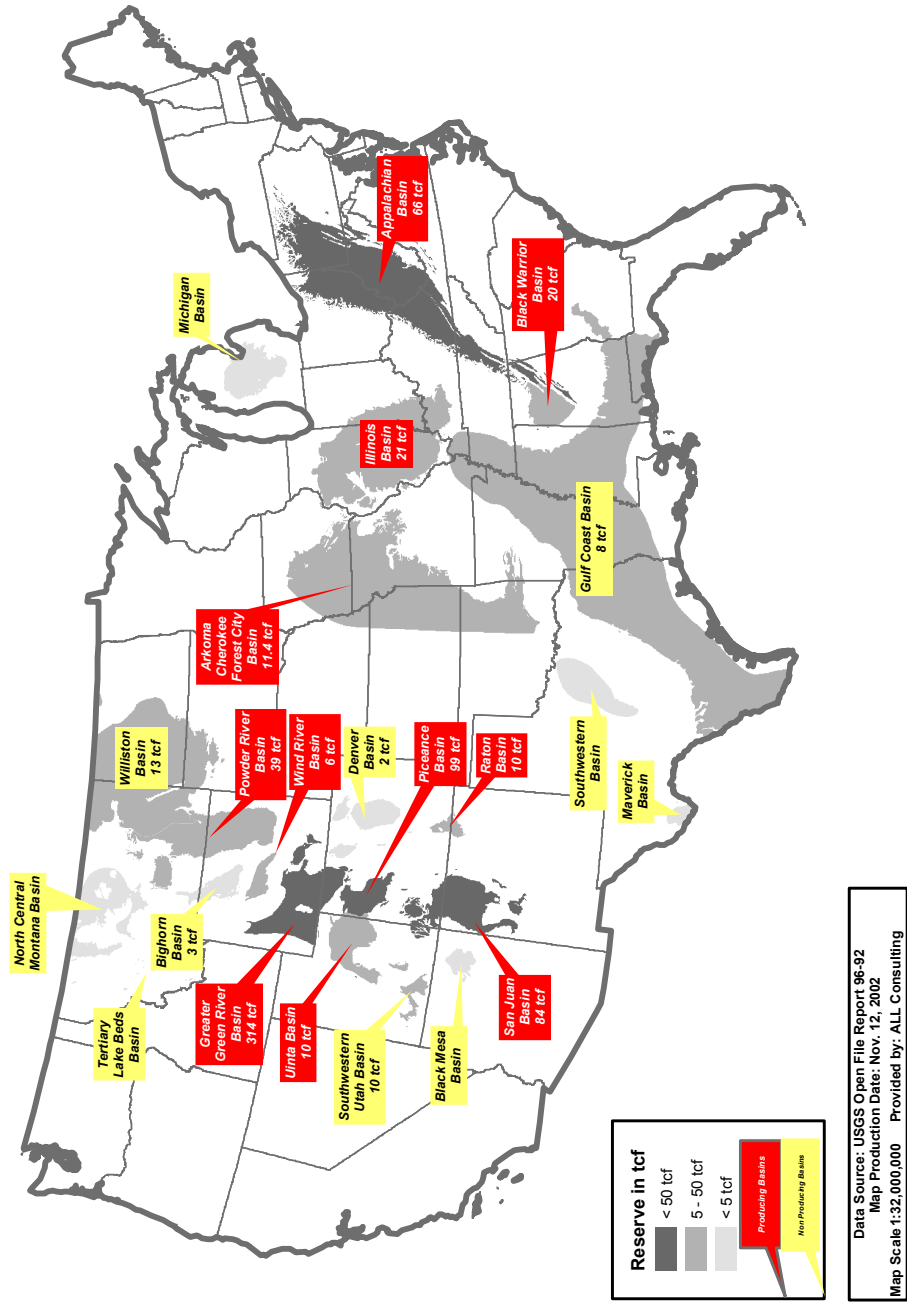 North Central
Montana Basin
Tertiary
Lake Beds
Basin
Bighorn
Basin
3 tcf
Greater
Green River
Basin
314 tcf
Uinta Basin
10 tcf
Southwestern
Utah Basin
10 tcf
Black Mesa
Basin
San Juan
Basin
84 tcf
Williston
Basin
13 tcf
Powder River
Basin
39 tcf
Wind River
Basin
6 tcf
Denver
Basin
2 tcf
Piceance
Basin
99 tcf
Raton
Basin
10 tcf
Southwestern
Basin
Maverick
Basin
Arkoma
Cherokee
Forest City
Basin
11.4 tcf
Gulf Coast Basin
8 tcf
Illinois
Basin
21 tcf
Michigan
Basin
Appalachian
Basin
66 tcf
Black Warrior
Basin
20 tcf
Reserve in tcf
< 50 tcf
5 - 50 tcf
< 5 tcf
Producing Basins
Non Producing Basins
Data Source: USGS Open File Report 96-92
Map Production Date: Nov. 12, 2002
Map Scale 1:32,000,000 Provided by: ALL Consulting